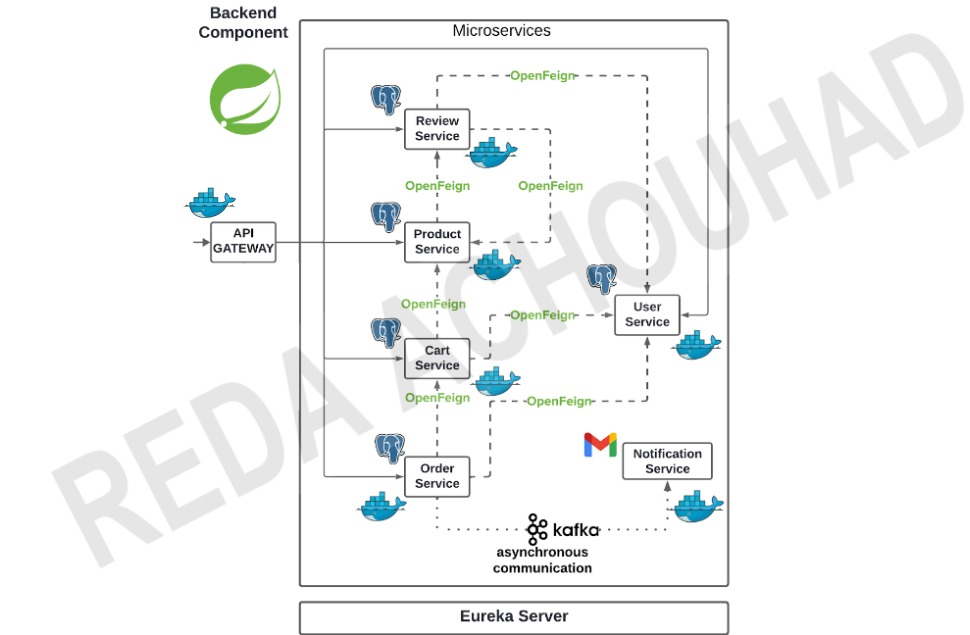 Backend
Component
Microservices
OpenFeign
Review
Service
OpenFeign
OpenFeign
API
GATEWAY
Product
Service
OpenFeign
User
Service
OpenFeign
Cart
Service
OpenFeign
OpenFeign
Notification
Service
Order
Service
kafka
asynchronous
communication
Eureka Server
REDA ACHOUHAD